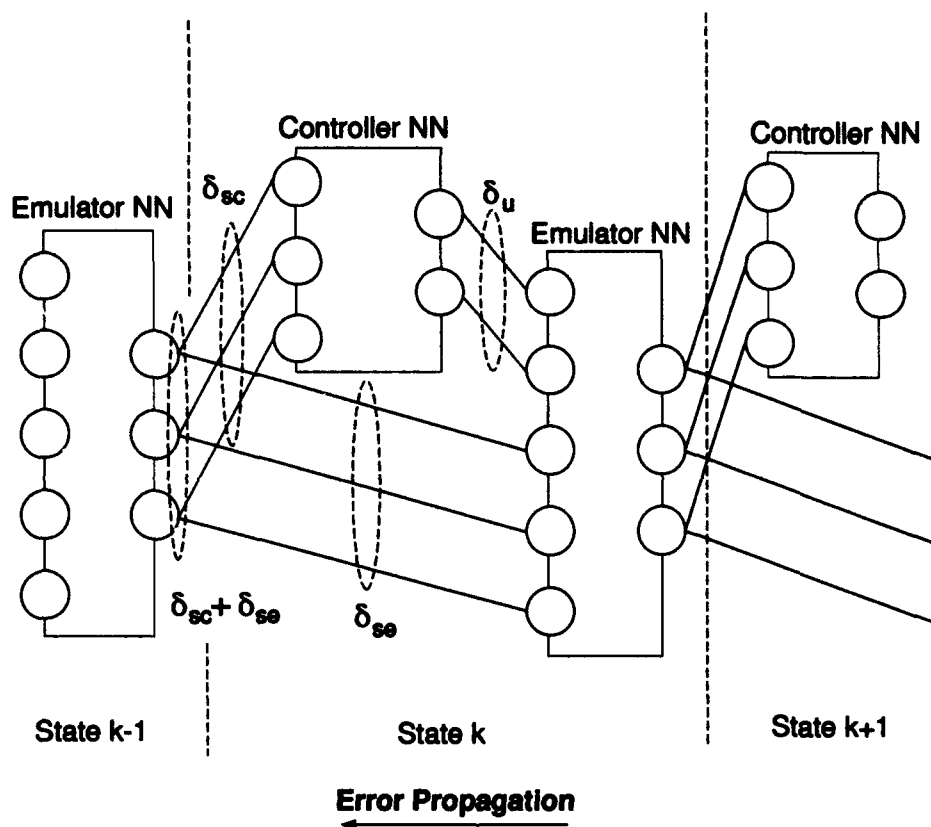 Controller NN
Controller NN
δsc
δu
Emulator NN
Emulator NN
δsc + δse
δse
State k-1
State k
State k+1
Error Propagation